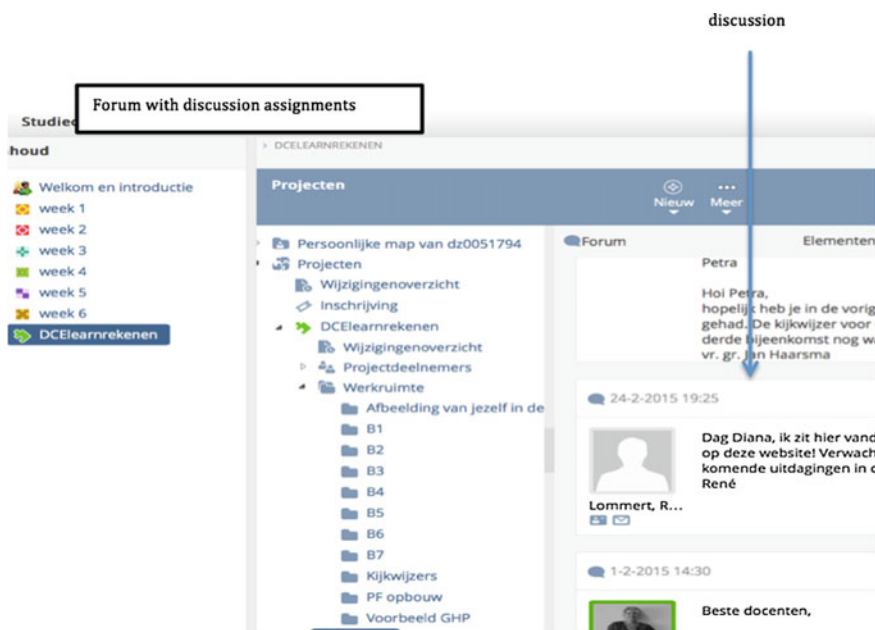 discussion
Forum with discussion assignments
Studie
houd
Welkom en introductie
week 1
week 2
week 3
week 4
week 5
week 6
DCElearnrekenen
> DCELEARNREKENEN
Projecten
Nieuw
Meer
Persoonlijke map van dz0051794
Projecten
Wijzigingenoverzicht
Inschrijving
DCElearnrekenen
Wijzigingenoverzicht
Projectdeelnemers
Werkruimte
Afbeelding van jezelf in de
B1
B2
B3
B4
B5
B6
B7
Kijkwijzers
PF opbouw
Voorbeeld GHP
Forum
Elementen
Petra
Hoi Petra,
hopelijk heb je in de vorig
gehad. De kijkwijzer voor
derde bijeenkomst nog wa
vr. gr. Jan Haarsma
24-2-2015 19:25
Dag Diana, ik zit hier vand
op deze website! Verwach
komende uitdagingen in
René
Lommert, R...
1-2-2015 14:30
Beste docenten,